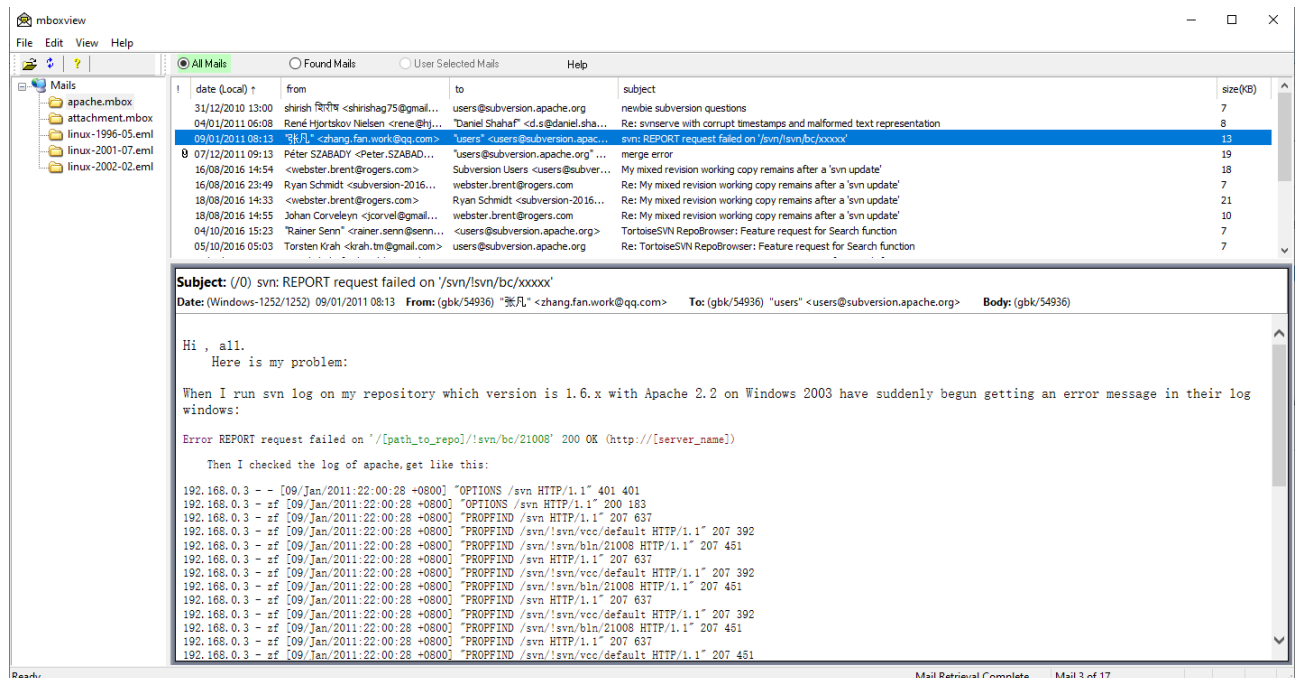 mboxview
File Edit View Help
All Mails Found Mails User Selected Mails Help
Mails
apache.mbox
attachment.mbox
linux-1996-05.eml
linux-2001-07.eml
linux-2002-02.eml
! date (Local) ↑ from to subject size(KB)
31/12/2010 13:00 shirish शिरीष <shirishag75@gmail... users@subversion.apache.org newbie subversion questions 7
04/01/2011 06:08 René Hjortskov Nielsen <rene@hj... "Daniel Shahaf" <d.s@daniel.sha... Re: svnserve with corrupt timestamps and malformed text representation 8
09/01/2011 08:13 "张凡" <zhang.fan.work@qq.com> "users" <users@subversion.apac... svn: REPORT request failed on '/svn/!svn/bc/xxxxx' 13
07/12/2011 09:13 Péter SZABADY <Peter.SZABAD... "users@subversion.apache.org" ... merge error 19
16/08/2016 14:54 <webster.brent@rogers.com> Subversion Users <users@subver... My mixed revision working copy remains after a 'svn update' 18
16/08/2016 23:49 Ryan Schmidt <subversion-2016... webster.brent@rogers.com Re: My mixed revision working copy remains after a 'svn update' 7
18/08/2016 14:33 <webster.brent@rogers.com> Ryan Schmidt <subversion-2016... Re: My mixed revision working copy remains after a 'svn update' 21
18/08/2016 14:55 Johan Corveleyn <jcorvel@gmail... webster.brent@rogers.com Re: My mixed revision working copy remains after a 'svn update' 10
04/10/2016 15:23 "Rainer Senn" <rainer.senn@senn... <users@subversion.apache.org> TortoiseSVN RepoBrowser: Feature request for Search function 7
05/10/2016 05:03 Torsten Krah <krah.tm@gmail.com> users@subversion.apache.org Re: TortoiseSVN RepoBrowser: Feature request for Search function 7
Subject: (/0) svn: REPORT request failed on '/svn/!svn/bc/xxxxx'
Date: (Windows-1252/1252) 09/01/2011 08:13 From: (gbk/54936) "张凡" <zhang.fan.work@qq.com> To: (gbk/54936) "users" <users@subversion.apache.org> Body: (gbk/54936)
Hi , all.
Here is my problem:
When I run svn log on my repository which version is 1.6.x with Apache 2.2 on Windows 2003 have suddenly begun getting an error message in their log
windows:
Error REPORT request failed on '/[path_to_repo]/!svn/bc/21008' 200 OK (http://[server_name])
Then I checked the log of apache,get like this:
192.168.0.3 - - [09/Jan/2011:22:00:28 +0800] "OPTIONS /svn HTTP/1.1" 401 401
192.168.0.3 - zf [09/Jan/2011:22:00:28 +0800] "OPTIONS /svn HTTP/1.1" 200 183
192.168.0.3 - zf [09/Jan/2011:22:00:28 +0800] "PROPFIND /svn HTTP/1.1" 207 637
192.168.0.3 - zf [09/Jan/2011:22:00:28 +0800] "PROPFIND /svn/!svn/vcc/default HTTP/1.1" 207 392
192.168.0.3 - zf [09/Jan/2011:22:00:28 +0800] "PROPFIND /svn/!svn/bln/21008 HTTP/1.1" 207 451
192.168.0.3 - zf [09/Jan/2011:22:00:28 +0800] "PROPFIND /svn HTTP/1.1" 207 637
192.168.0.3 - zf [09/Jan/2011:22:00:28 +0800] "PROPFIND /svn/!svn/vcc/default HTTP/1.1" 207 392
192.168.0.3 - zf [09/Jan/2011:22:00:28 +0800] "PROPFIND /svn/!svn/bln/21008 HTTP/1.1" 207 451
192.168.0.3 - zf [09/Jan/2011:22:00:28 +0800] "PROPFIND /svn HTTP/1.1" 207 637
192.168.0.3 - zf [09/Jan/2011:22:00:28 +0800] "PROPFIND /svn/!svn/vcc/default HTTP/1.1" 207 392
192.168.0.3 - zf [09/Jan/2011:22:00:28 +0800] "PROPFIND /svn/!svn/bln/21008 HTTP/1.1" 207 451
192.168.0.3 - zf [09/Jan/2011:22:00:28 +0800] "PROPFIND /svn HTTP/1.1" 207 637
192.168.0.3 - zf [09/Jan/2011:22:00:28 +0800] "PROPFIND /svn/!svn/vcc/default HTTP/1.1" 207 451
Ready Mail Retrieval Complete Mail 3 of 17